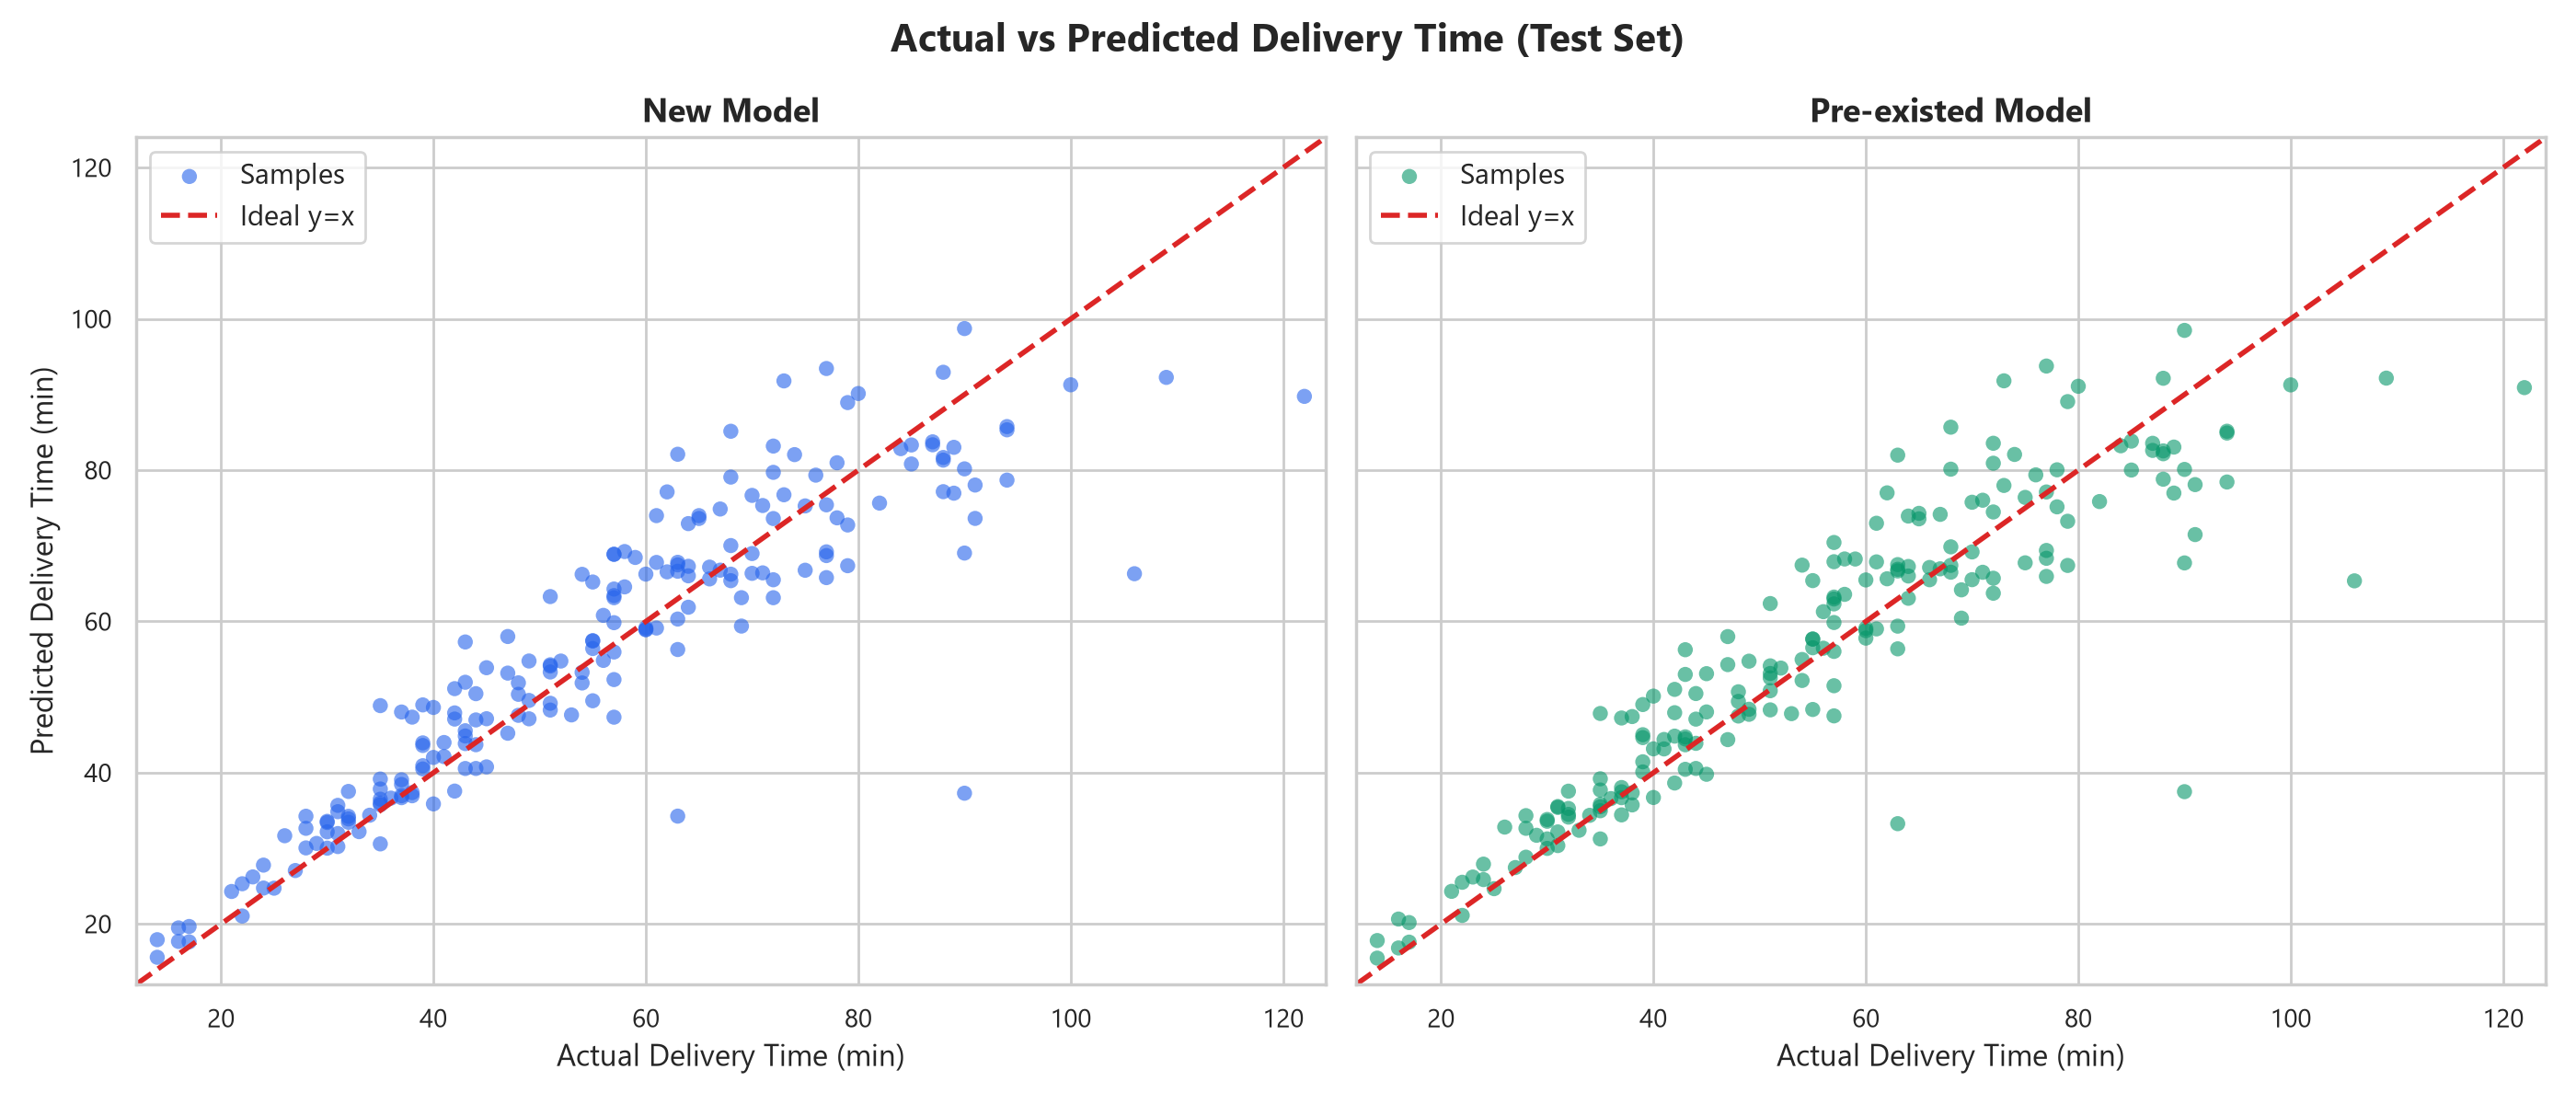 Actual vs Predicted Delivery Time (Test Set)
New Model
Samples
Ideal y=x
120
100
80
60
40
20
Predicted Delivery Time (min)
20 40 60 80 100 120
Actual Delivery Time (min)
Pre-existed Model
Samples
Ideal y=x
20 40 60 80 100 120
Actual Delivery Time (min)